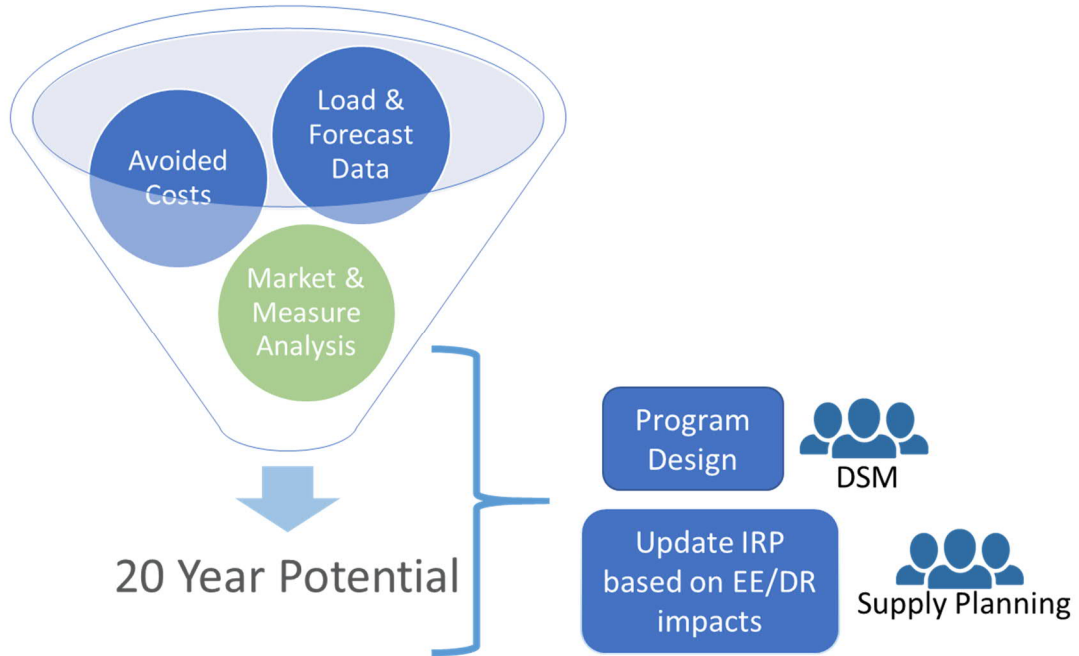 Load &
Forecast
Data
Avoided
Costs
Market &
Measure
Analysis
20 Year Potential
Program
Design
DSM
Update IRP
based on EE/DR
impacts
Supply Planning